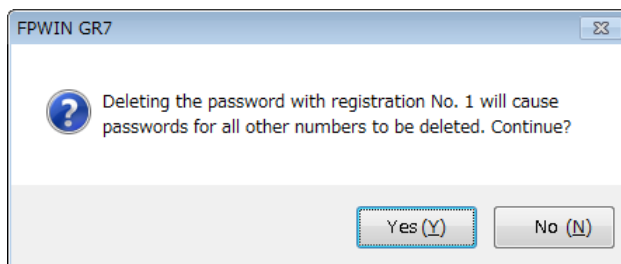 FPWIN GR7
Deleting the password with registration No. 1 will cause
passwords for all other numbers to be deleted. Continue?
Yes (Y)
No (N)